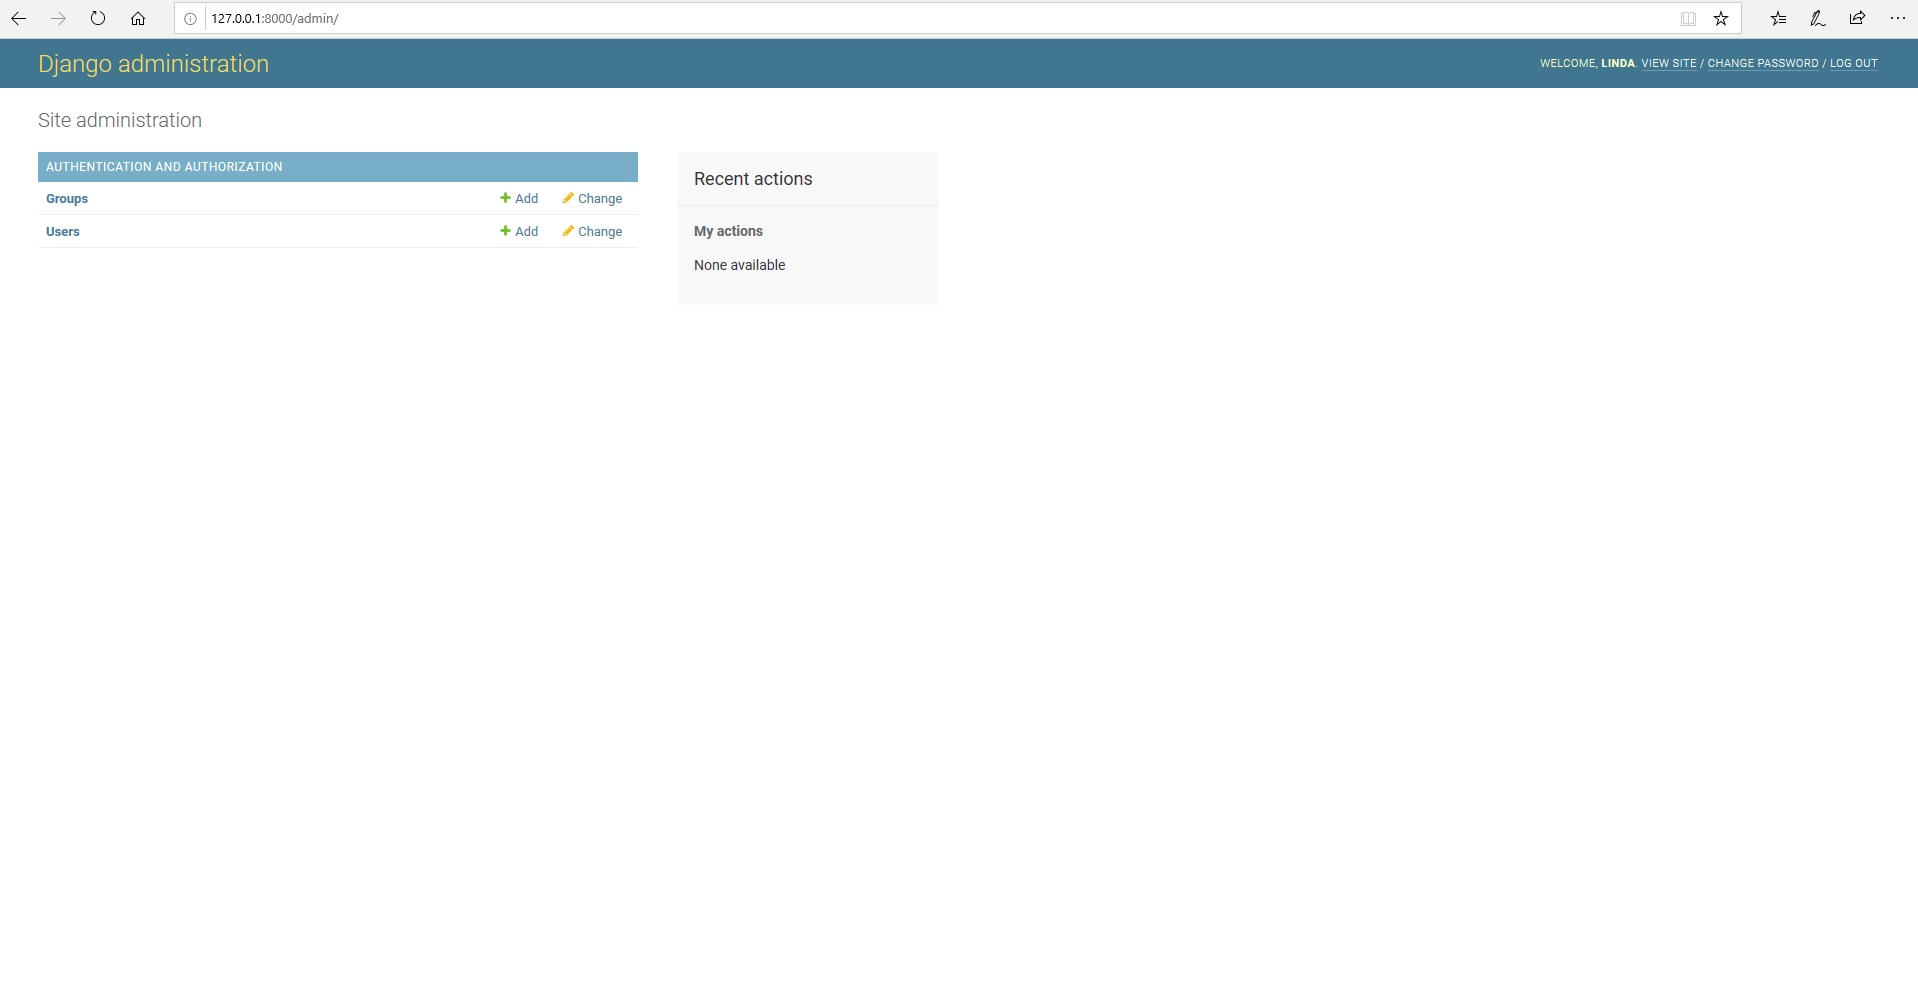 127.0.0.1:8000/admin/
Django administration
WELCOME, LINDA. VIEW SITE / CHANGE PASSWORD / LOG OUT
Site administration
AUTHENTICATION AND AUTHORIZATION
Groups Add Change
Users Add Change
Recent actions
My actions
None available